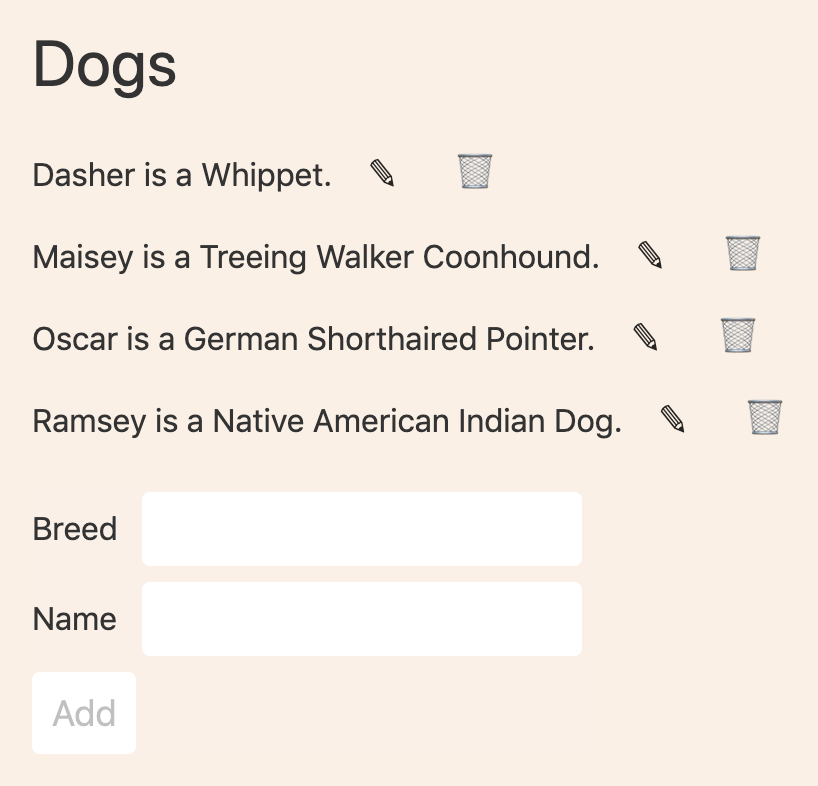 Dogs
Dasher is a Whippet.
Maisey is a Treeing Walker Coonhound.
Oscar is a German Shorthaired Pointer.
Ramsey is a Native American Indian Dog.
Breed
Name
Add